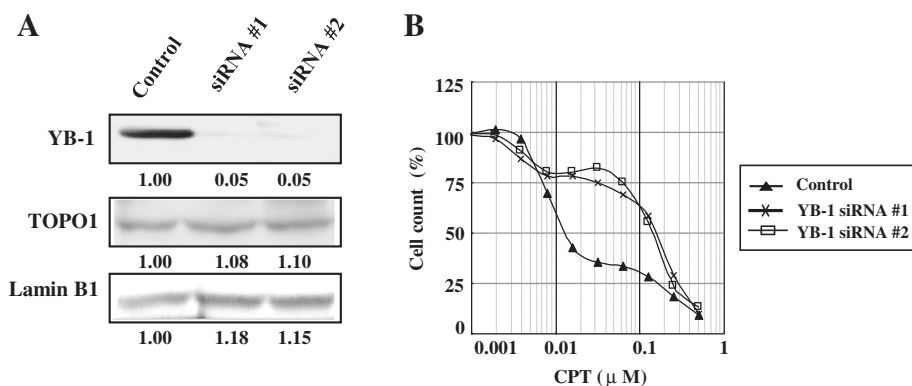 A
Control
siRNA #1
siRNA #2
YB-1
1.00 0.05 0.05
TOPO1
1.00 1.08 1.10
Lamin B1
1.00 1.18 1.15
B
Cell count (%)
125
100
75
50
25
0
0.001 0.01 0.1 1
CPT (μ M)
Control
YB-1 siRNA #1
YB-1 siRNA #2